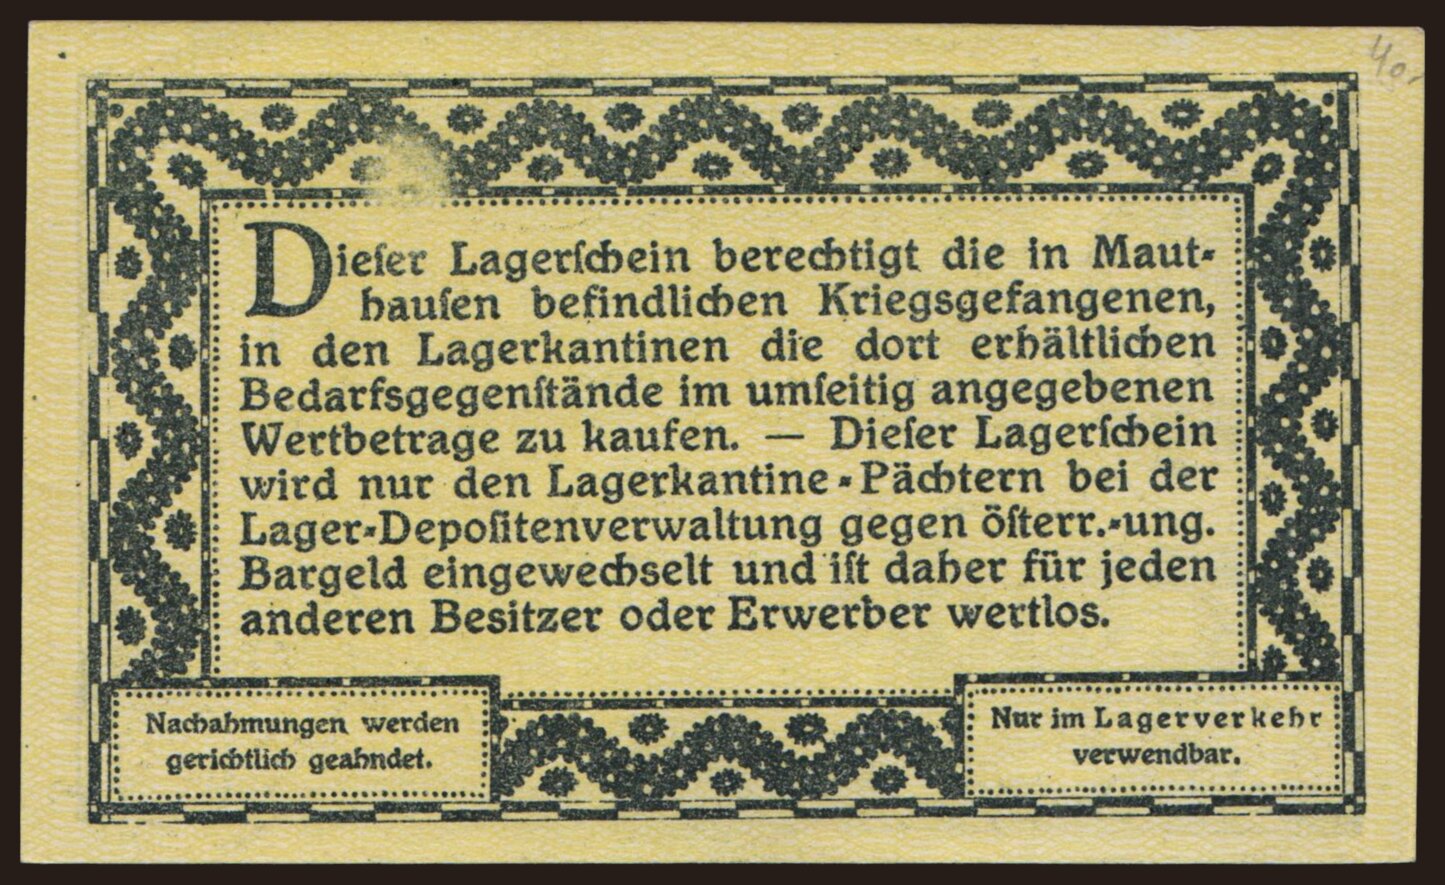 40.
Dieſer Lagerſchein berechtigt die in Maut-
hauſen befindlichen Kriegsgefangenen,
in den Lagerkantinen die dort erhältlichen
Bedarfsgegenſtände im umſeitig angegebenen
Wertbetrage zu kaufen. — Dieſer Lagerſchein
wird nur den Lagerkantine-Pächtern bei der
Lager-Depoſitenverwaltung gegen öſterr.-ung.
Bargeld eingewechselt und iſt daher für jeden
anderen Besitzer oder Erwerber wertlos.
Nachahmungen werden
gerichtlich geahndet.
Nur im Lagerverkehr
verwendbar.